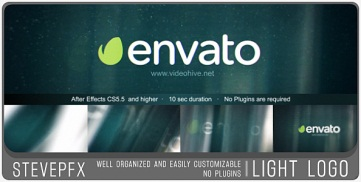 envato
www.videohive.net
After Effects CS5.5 and higher · 10 sec duration · No Plugins are required
envato
STEVEPFX
WELL ORGANIZED AND EASILY CUSTOMIZABLE
NO PLUGINS
LIGHT LOGO